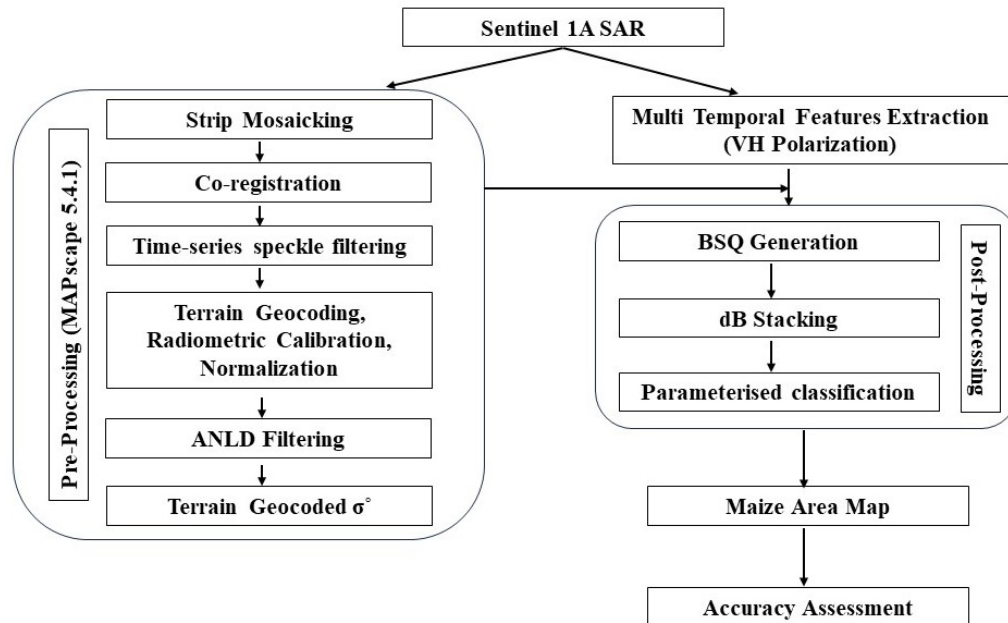 Sentinel 1A SAR
Pre-Processing (MAPscape 5.4.1)
Strip Mosaicking
Co-registration
Time-series speckle filtering
Terrain Geocoding,
Radiometric Calibration,
Normalization
ANLD Filtering
Terrain Geocoded σ°
Multi Temporal Features Extraction
(VH Polarization)
BSQ Generation
dB Stacking
Parameterised classification
Post-Processing
Maize Area Map
Accuracy Assessment